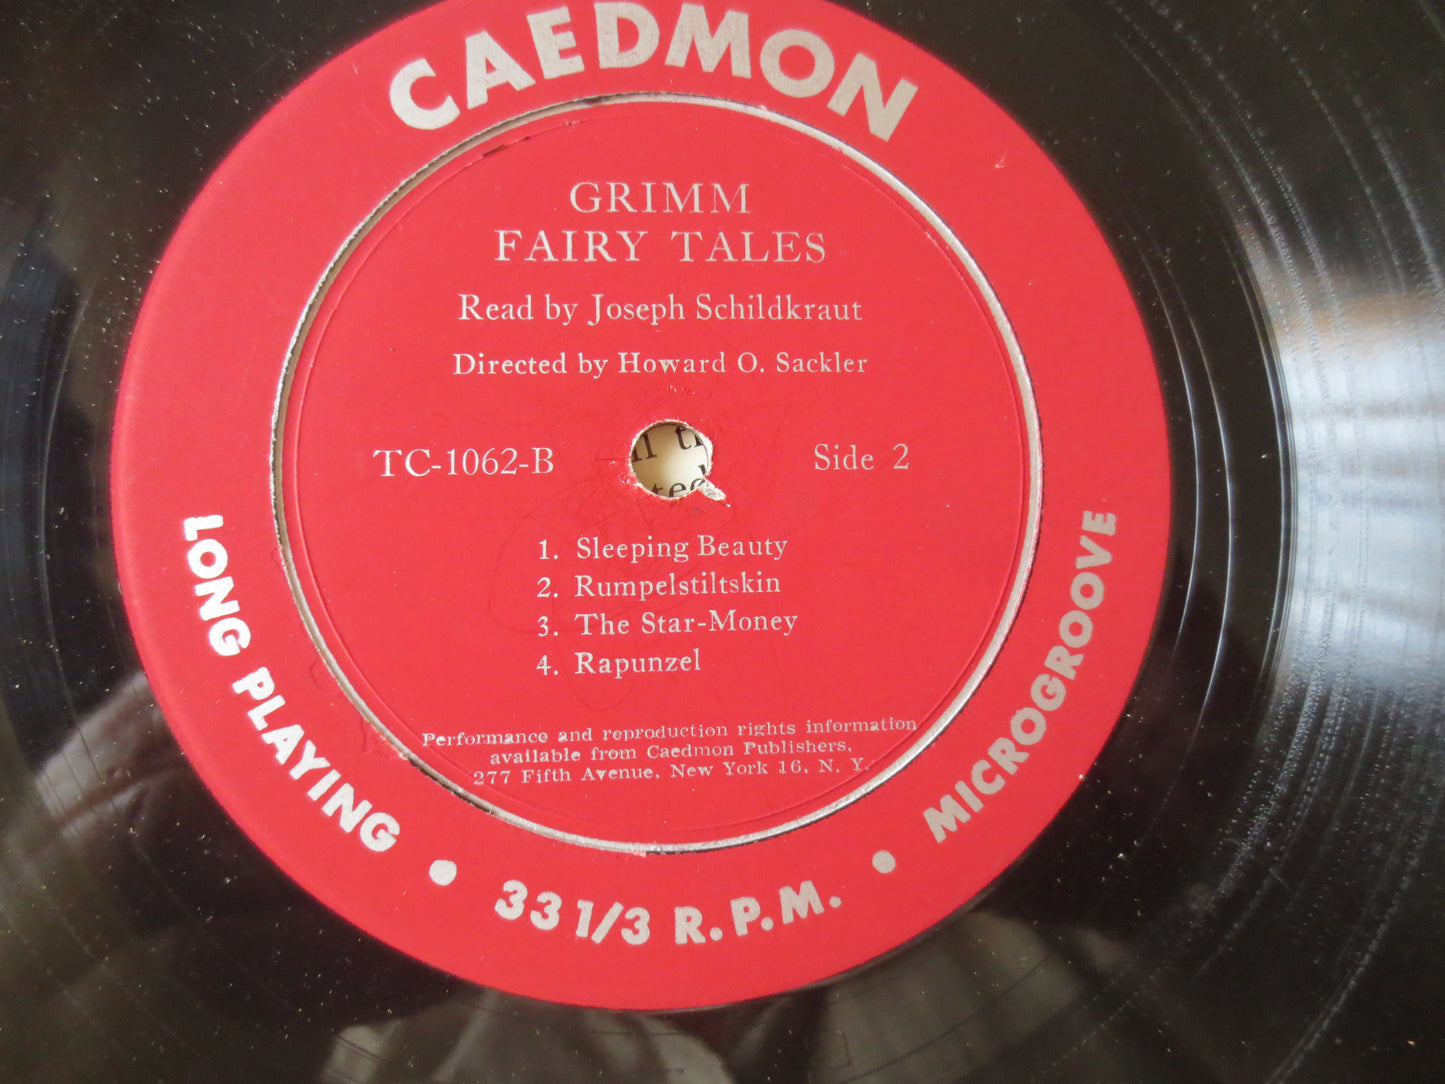 CAEDMON
GRIMM
FAIRY TALES
Read by Joseph Schildkraut
Directed by Howard O. Sackler
TC-1062-B
Side 2
1. Sleeping Beauty
2. Rumpelstiltskin
3. The Star-Money
4. Rapunzel
Performance and reproduction rights information
available from Caedmon Publishers,
277 Fifth Avenue, New York 16, N. Y.
LONG PLAYING • 33 1/3 R.P.M. • MICROGROOVE